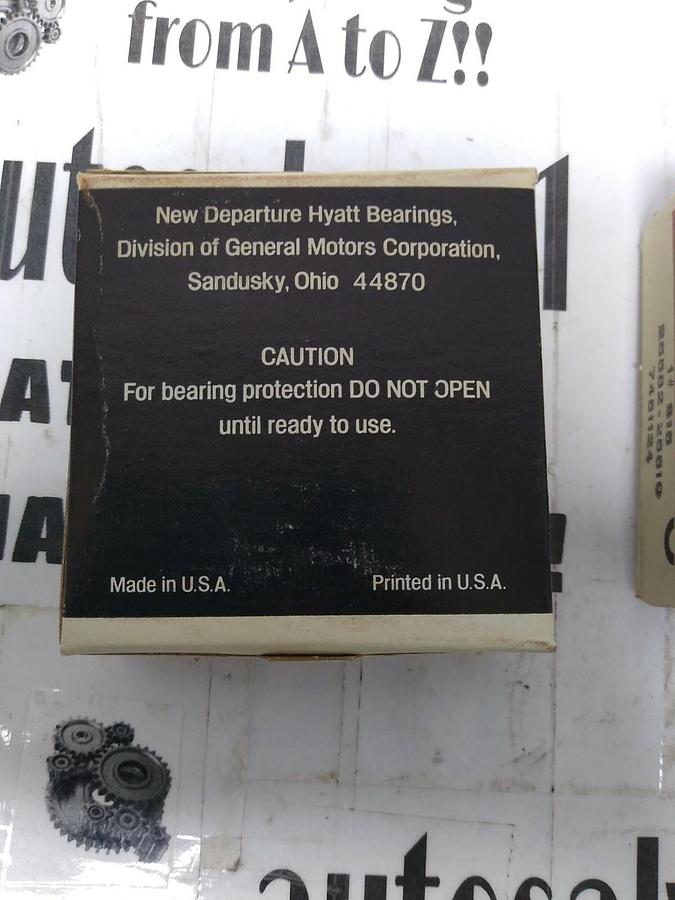 from A to Z!!
New Departure Hyatt Bearings,
Division of General Motors Corporation,
Sandusky, Ohio 44870
CAUTION
For bearing protection DO NOT OPEN
until ready to use.
Made in U.S.A.
Printed in U.S.A.
7451124